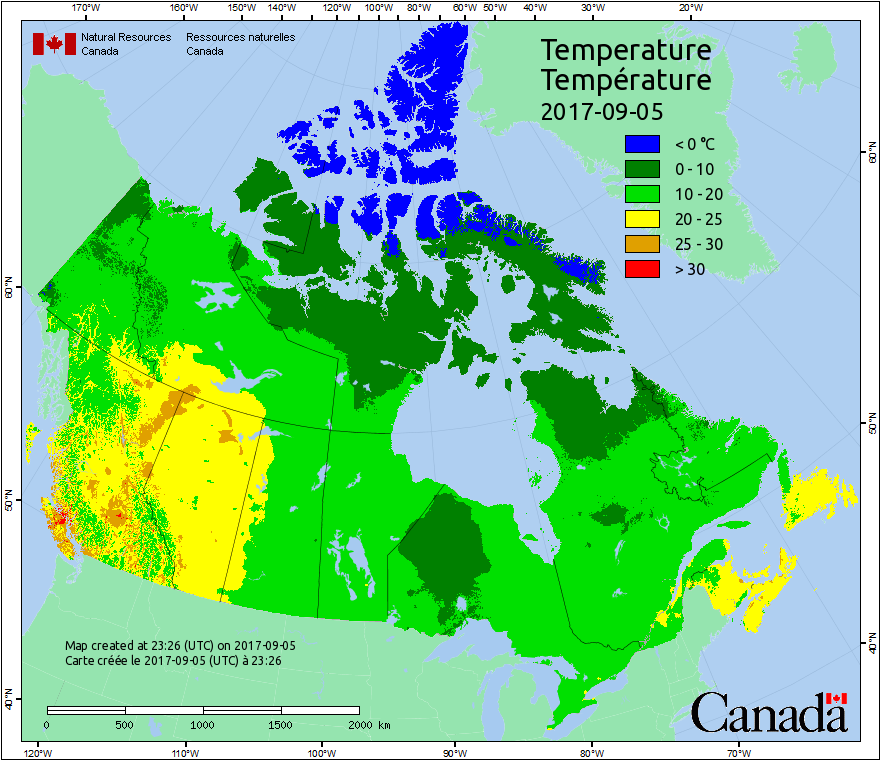 170°W 160°W 150°W 140°W 130°W 120°W 110°W 100°W 90°W 80°W 70°W 60°W 50°W 40°W 30°W 20°W
Natural Resources Canada
Ressources naturelles Canada
Temperature
Température
2017-09-05
< 0 °C
0 - 10
10 - 20
20 - 25
25 - 30
> 30
60°N
50°N
40°N
60°N
50°N
40°N
Map created at 23:26 (UTC) on 2017-09-05
Carte créée le 2017-09-05 (UTC) à 23:26
0 500 1000 1500 2000 km
Canada
120°W 110°W 100°W 90°W 80°W 70°W